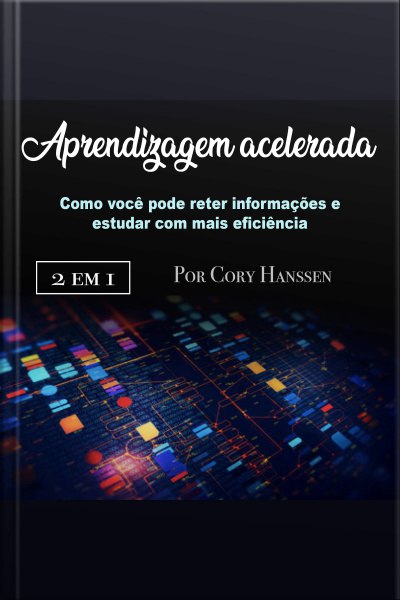 Aprendizagem acelerada
Como você pode reter informações e
estudar com mais eficiência
2 EM 1
Por Cory Hanssen